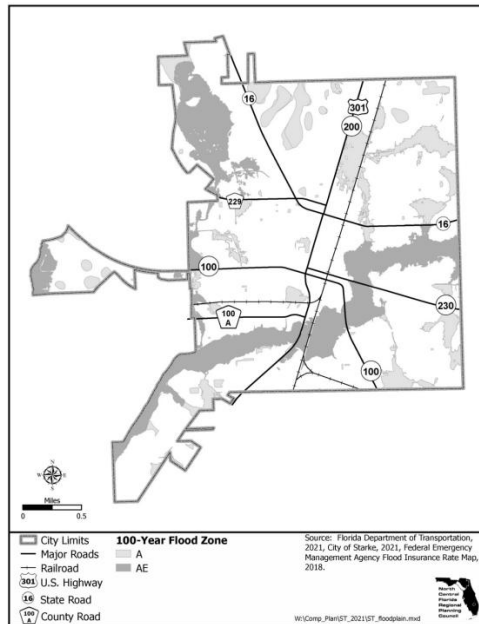 16
301
200
229
16
100
230
100
A
100
N
W E
S
Miles
0 0.5
City Limits
Major Roads
Railroad
301 U.S. Highway
16 State Road
100 A County Road
100-Year Flood Zone
A
AE
Source: Florida Department of Transportation,
2021, City of Starke, 2021, Federal Emergency
Management Agency Flood Insurance Rate Map,
2018.
North
Central
Florida
Regional
Planning
Council
W:\Comp_Plan\ST_2021\ST_floodplain.mxd